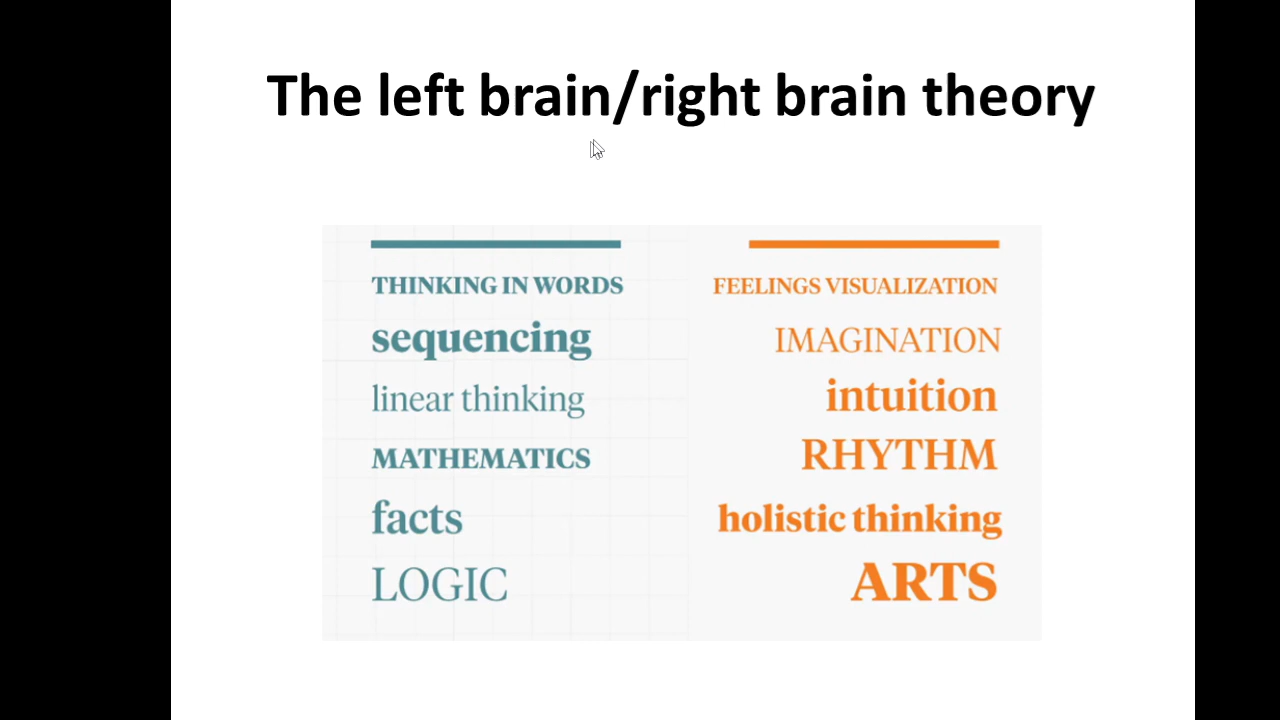 The left brain/right brain theory
THINKING IN WORDS
sequencing
linear thinking
MATHEMATICS
facts
LOGIC
FEELINGS VISUALIZATION
IMAGINATION
intuition
RHYTHM
holistic thinking
ARTS